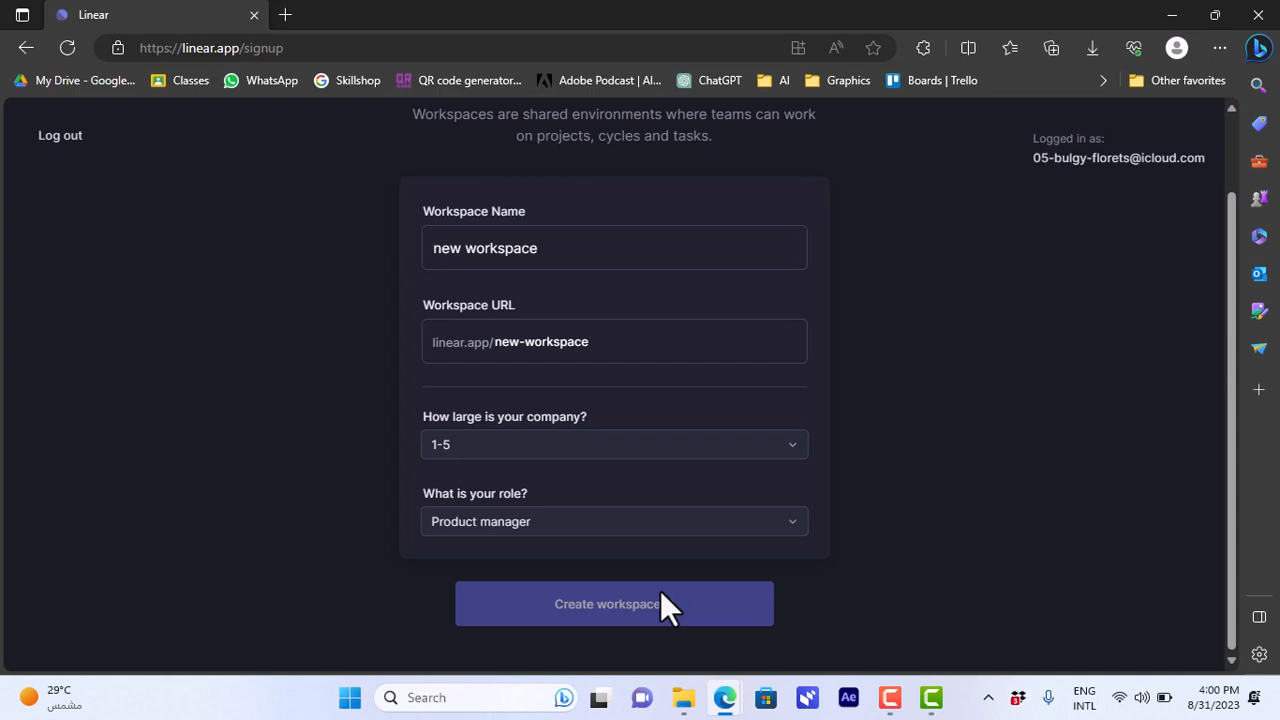 Linear
https://linear.app/signup
My Drive - Google...
Classes
WhatsApp
Skillshop
QR code generator...
Adobe Podcast | AI...
ChatGPT
AI
Graphics
Boards | Trello
Other favorites
Workspaces are shared environments where teams can work
on projects, cycles and tasks.
Log out
Logged in as:
05-bulgy-florets@icloud.com
Workspace Name
new workspace
Workspace URL
linear.app/new-workspace
How large is your company?
1-5
What is your role?
Product manager
Create workspace
29°C
مشمس
Search
Ae
3
ENG
INTL
4:00 PM
8/31/2023